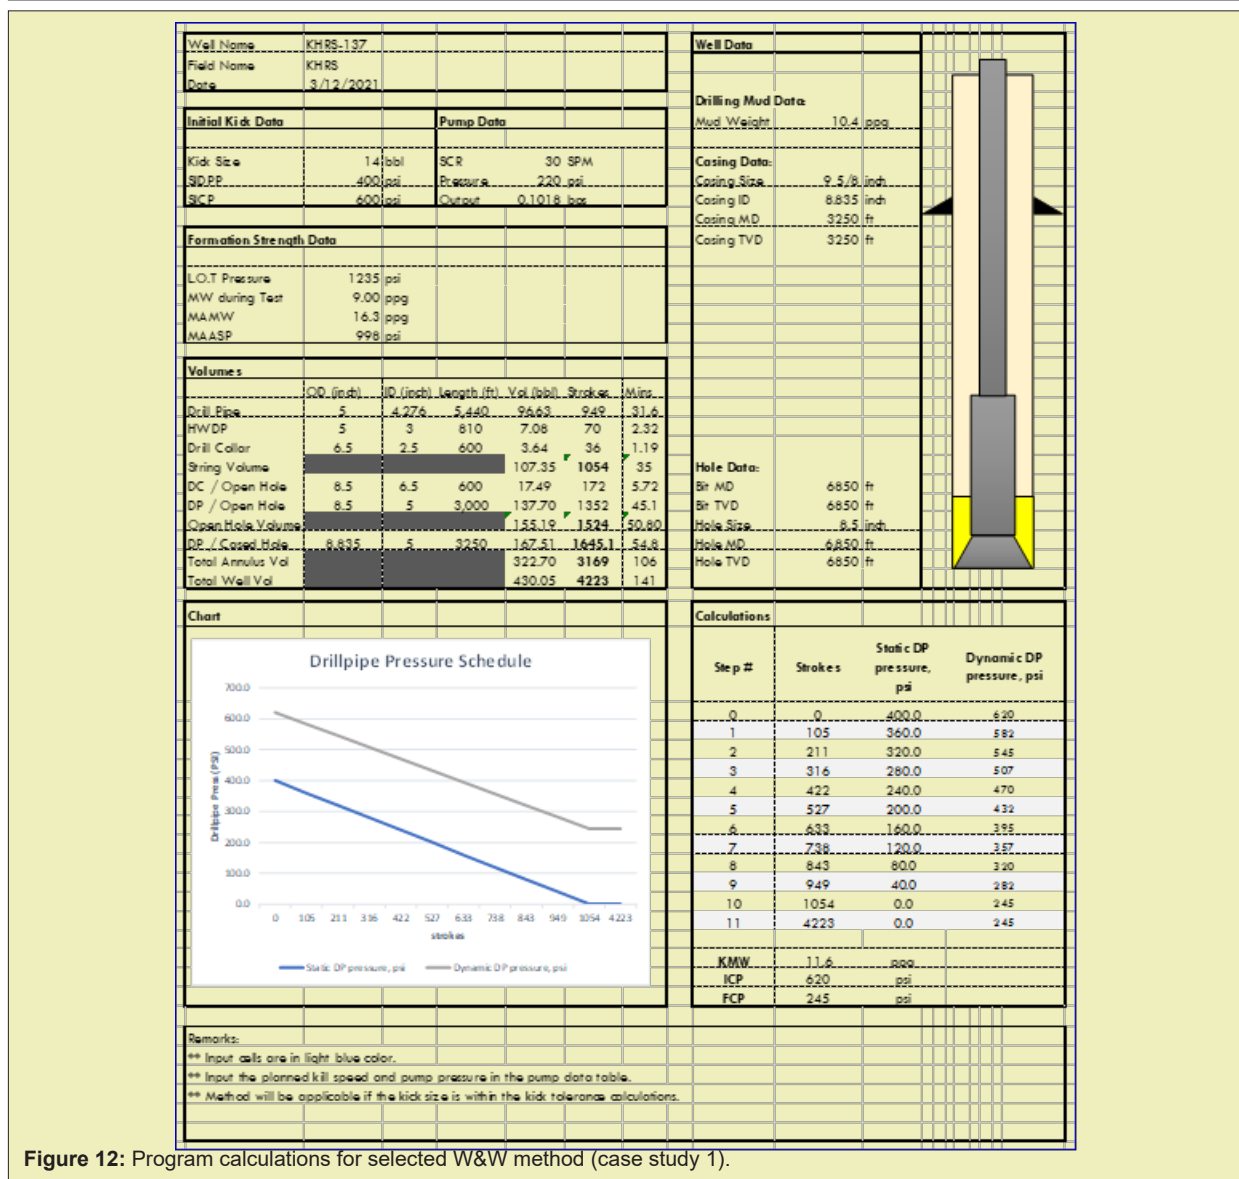 Well Name KHRS-137
Field Name KHRS
Date 3/12/2021
Initial Kick Data Pump Data
Kick Size 14 bbl SCR 30 SPM
SIDPP 400 psi Pressure 220 psi
SICP 600 psi Output 0.1018 bps
Formation Strength Data
L.O.T Pressure 1235 psi
MW during Test 9.00 ppg
MAMW 16.3 ppg
MAASP 998 psi
Volumes
OD (inch) ID (inch) Length (ft) Vol (bbl) Strokes Mins
Drill Pipe 5 4.276 5,440 96.63 949 31.6
HWDP 5 3 810 7.08 70 2.32
Drill Collar 6.5 2.5 600 3.64 36 1.19
String Volume 107.35 1054 35
DC / Open Hole 8.5 6.5 600 17.49 172 5.72
DP / Open Hole 8.5 5 3,000 137.70 1352 45.1
Open Hole Volume 155.19 1524 50.80
DP / Cased Hole 8.835 5 3250 167.51 1645.1 54.8
Total Annulus Vol 322.70 3169 106
Total Well Vol 430.05 4223 141
Well Data
Drilling Mud Data:
Mud Weight 10.4 ppg
Casing Data:
Casing Size 9 5/8 inch
Casing ID 8.835 inch
Casing MD 3250 ft
Casing TVD 3250 ft
Hole Data:
Bit MD 6850 ft
Bit TVD 6850 ft
Hole Size 8.5 inch
Hole MD 6,850 ft
Hole TVD 6850 ft
Chart
Drillpipe Pressure Schedule
Drillpipe Press (PSI)
700.0
600.0
500.0
400.0
300.0
200.0
100.0
0.0
0 105 211 316 422 527 633 738 843 949 1054 4223
strokes
Static DP pressure, psi Dynamic DP pressure, psi
Calculations
Step # Strokes Static DP pressure, psi Dynamic DP pressure, psi
0 0 400.0 620
1 105 360.0 582
2 211 320.0 545
3 316 280.0 507
4 422 240.0 470
5 527 200.0 432
6 633 160.0 395
7 738 120.0 357
8 843 80.0 320
9 949 40.0 282
10 1054 0.0 245
11 4223 0.0 245
KMW 11.6 ppg
ICP 620 psi
FCP 245 psi
Remarks:
** Input cells are in light blue color.
** Input the planned kill speed and pump pressure in the pump data table.
** Method will be applicable if the kick size is within the kick tolerance calculations.
Figure 12: Program calculations for selected W&W method (case study 1).